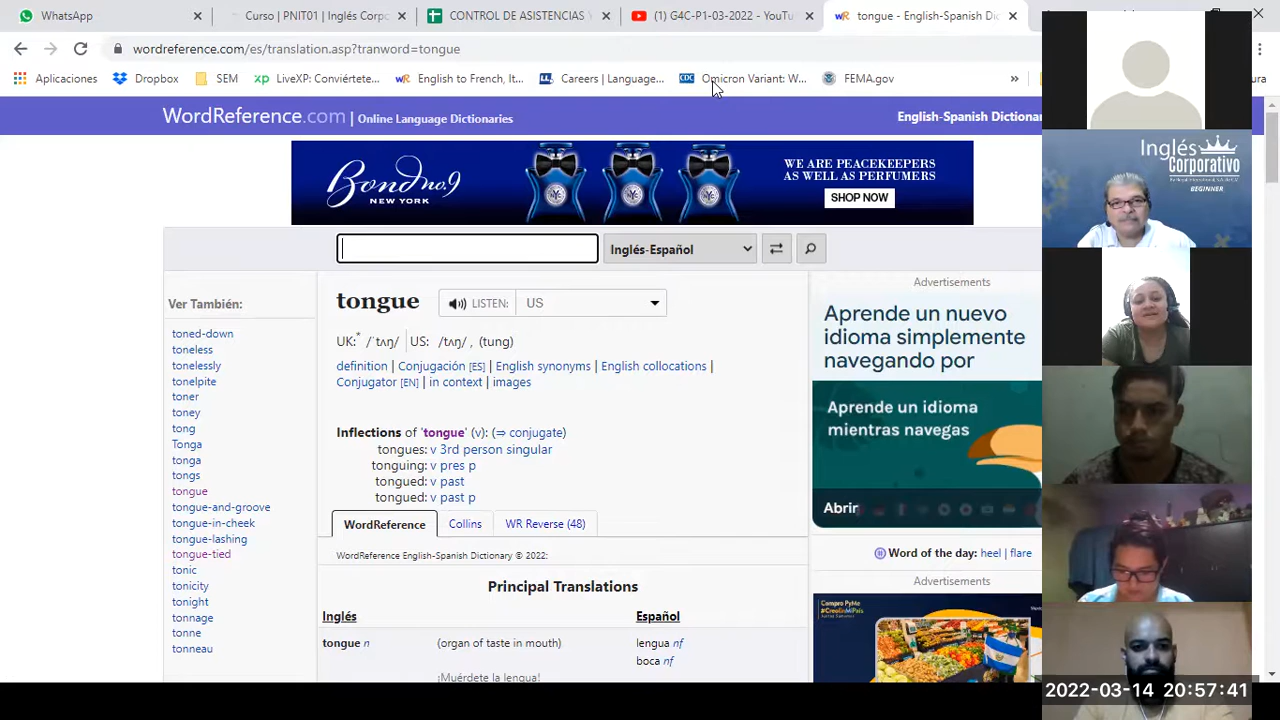 WhatsApp
Curso | PNIT01 | Inglés Corpo
CONTROL DE ASISTENCIAS Y
(1) G4C-P1-03-2022 - YouTu
tongue - English-Spanish Dic
wordreference.com/es/translation.asp?tranword=tongue
Aplicaciones
Dropbox
SEM
LiveXP: Conviértete...
English to French, It...
Careers | Language...
Omicron Variant: W...
FEMA.gov
»
WordReference.com | Online Language Dictionaries
English-Spanish Dictionar
Bond no.9
NEW YORK
WE ARE PEACEKEEPERS
AS WELL AS PERFUMERS
SHOP NOW
Inglés-Español
Ver También:
toned-down
toneless
tonelessly
tonelpite
toner
toney
tong
Tonga
tonga
tongs
tongue
tongue-and-groove
tongue-in-cheek
tongue-lashing
tongue-tied
tonic
tonicity
tonight
tonnage
tonne
tonneau
tongue
LISTEN:
US
UK:* /ˈtʌŋ/ US: /tʌŋ/ , (tung)
definition | Conjugación [ES] | English synonyms | English collocations |
Conjugator [EN] | in context | images
Inflections of 'tongue' (v): (⇒ conjugate)
tongues: v 3rd person singular
tonguing: v pres p
tongued: v past
tongued: v past p
WordReference
Collins
WR Reverse (48)
WordReference English-Spanish Dictionary © 2022:
Principal Translations
Inglés
Español
tongue n
(organ of taste in mouth)
lengua nf
boca nf
¡Muérdete la lengua!
Advertisements
Aprende un nuevo
idioma simplemente
navegando por
Aprende un idioma
mientras navegas
Abrir
Word of the day: heel | flare
Advertisements
Compro PyMe
#CreoEnMiPaís
Inglés
Corporativo
BEGINNER
2022-03-14 20:57:41